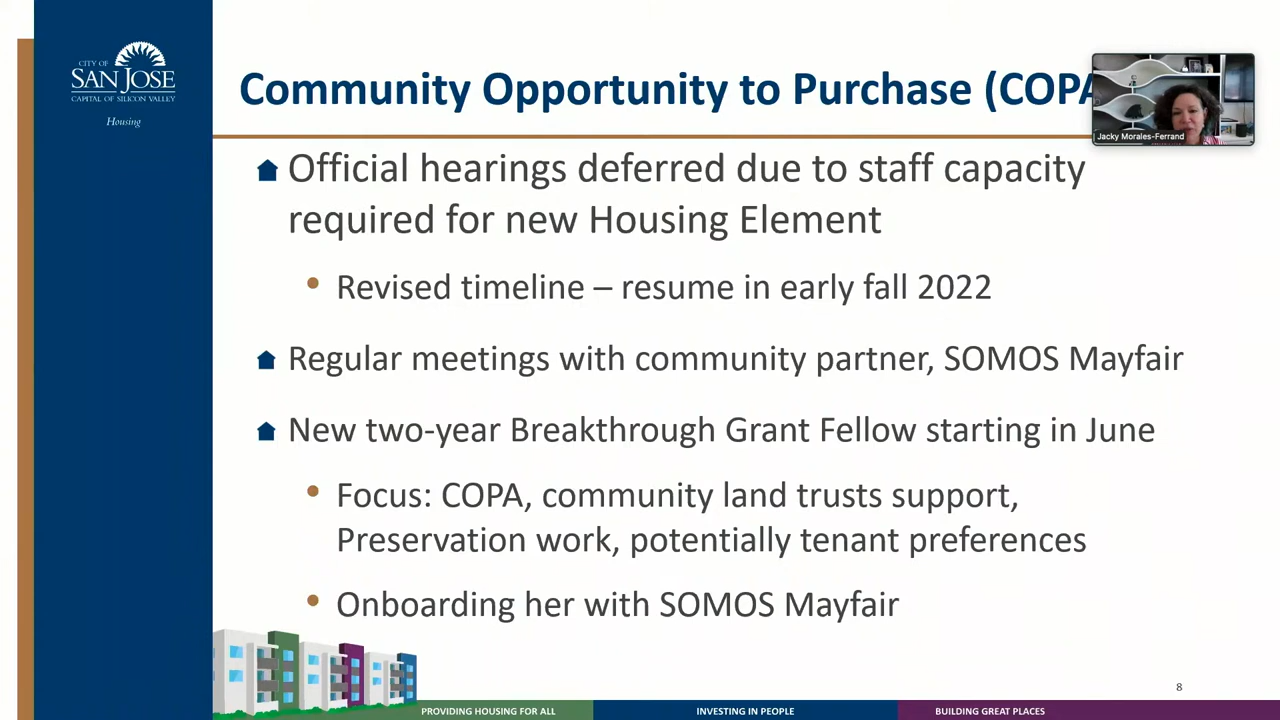 CITY OF
SAN JOSE
CAPITAL OF SILICON VALLEY
Housing
Community Opportunity to Purchase (COPA
Jacky Morales-Ferrand
Official hearings deferred due to staff capacity
required for new Housing Element
• Revised timeline – resume in early fall 2022
Regular meetings with community partner, SOMOS Mayfair
New two-year Breakthrough Grant Fellow starting in June
• Focus: COPA, community land trusts support,
Preservation work, potentially tenant preferences
• Onboarding her with SOMOS Mayfair
8
PROVIDING HOUSING FOR ALL
INVESTING IN PEOPLE
BUILDING GREAT PLACES